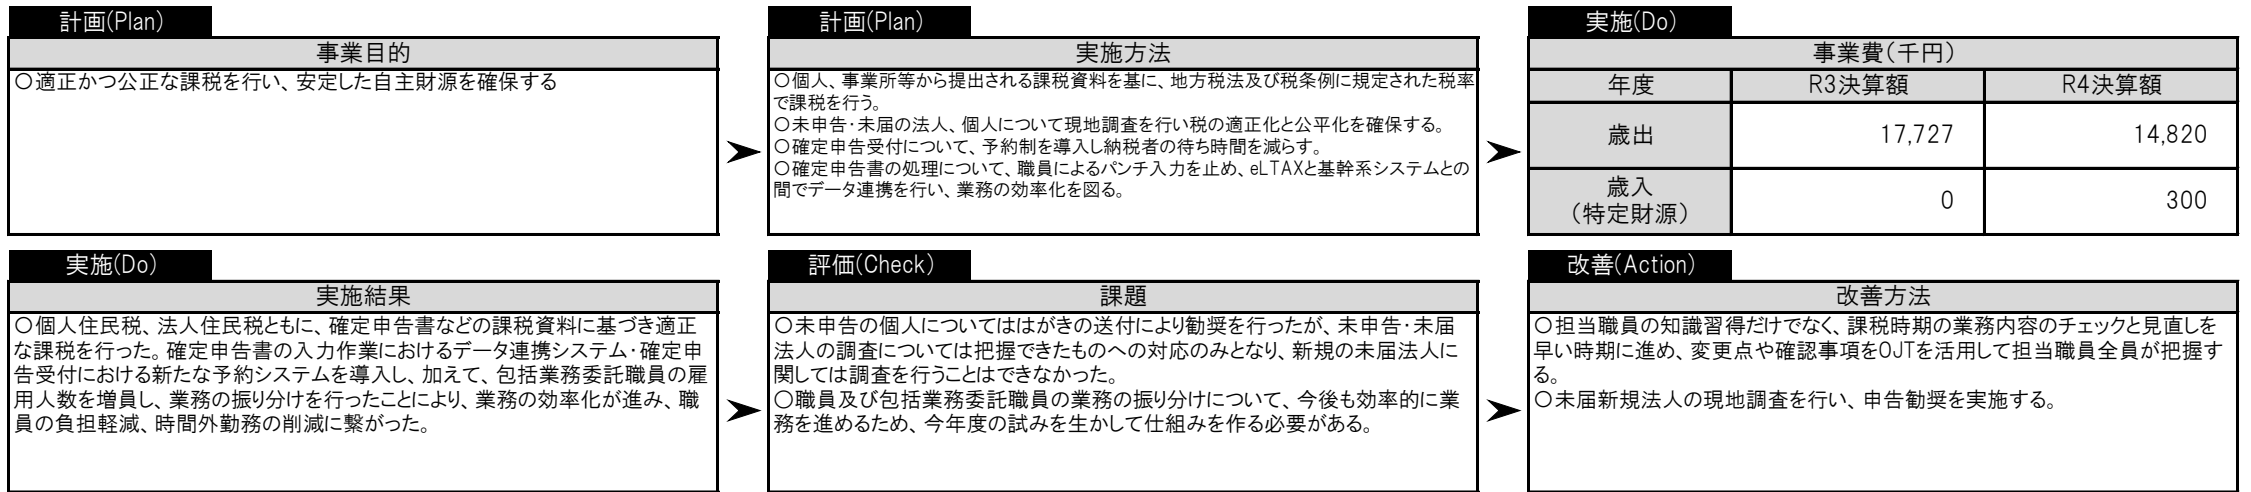 計画(Plan)
事業目的
〇適正かつ公正な課税を行い、安定した自主財源を確保する
計画(Plan)
実施方法
〇個人、事業所等から提出される課税資料を基に、地方税法及び税条例に規定された税率
で課税を行う。
〇未申告・未届の法人、個人について現地調査を行い税の適正化と公平化を確保する。
〇確定申告受付について、予約制を導入し納税者の待ち時間を減らす。
〇確定申告書の処理について、職員によるパンチ入力を止め、eLTAXと基幹系システムとの
間でデータ連携を行い、業務の効率化を図る。
実施(Do)
事業費(千円)
年度 R3決算額 R4決算額
歳出 17,727 14,820
歳入
(特定財源) 0 300
実施(Do)
実施結果
〇個人住民税、法人住民税ともに、確定申告書などの課税資料に基づき適正
な課税を行った。確定申告書の入力作業におけるデータ連携システム・確定申
告受付における新たな予約システムを導入し、加えて、包括業務委託職員の雇
用人数を増員し、業務の振り分けを行ったことにより、業務の効率化が進み、職
員の負担軽減、時間外勤務の削減に繋がった。
評価(Check)
課題
〇未申告の個人についてははがきの送付により勧奨を行ったが、未申告・未届
法人の調査については把握できたものへの対応のみとなり、新規の未届法人に
関しては調査を行うことはできなかった。
〇職員及び包括業務委託職員の業務の振り分けについて、今後も効率的に業
務を進めるため、今年度の試みを生かして仕組みを作る必要がある。
改善(Action)
改善方法
〇担当職員の知識習得だけでなく、課税時期の業務内容のチェックと見直しを
早い時期に進め、変更点や確認事項をOJTを活用して担当職員全員が把握す
る。
〇未届新規法人の現地調査を行い、申告勧奨を実施する。